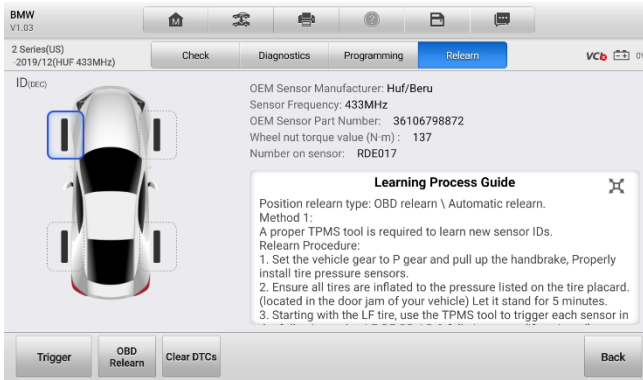 BMW
V1.03
M
?
2 Series(US)
-2019/12(HUF 433MHz)
Check
Diagnostics
Programming
Relearn
VCI
0V
ID(DEC)
OEM Sensor Manufacturer: Huf/Beru
Sensor Frequency: 433MHz
OEM Sensor Part Number: 36106798872
Wheel nut torque value (N·m) : 137
Number on sensor: RDE017
Learning Process Guide
Position relearn type: OBD relearn \ Automatic relearn.
Method 1:
A proper TPMS tool is required to learn new sensor IDs.
Relearn Procedure:
1. Set the vehicle gear to P gear and pull up the handbrake, Properly
install tire pressure sensors.
2. Ensure all tires are inflated to the pressure listed on the tire placard.
(located in the door jam of your vehicle) Let it stand for 5 minutes.
3. Starting with the LF tire, use the TPMS tool to trigger each sensor in
Trigger
OBD
Relearn
Clear DTCs
Back